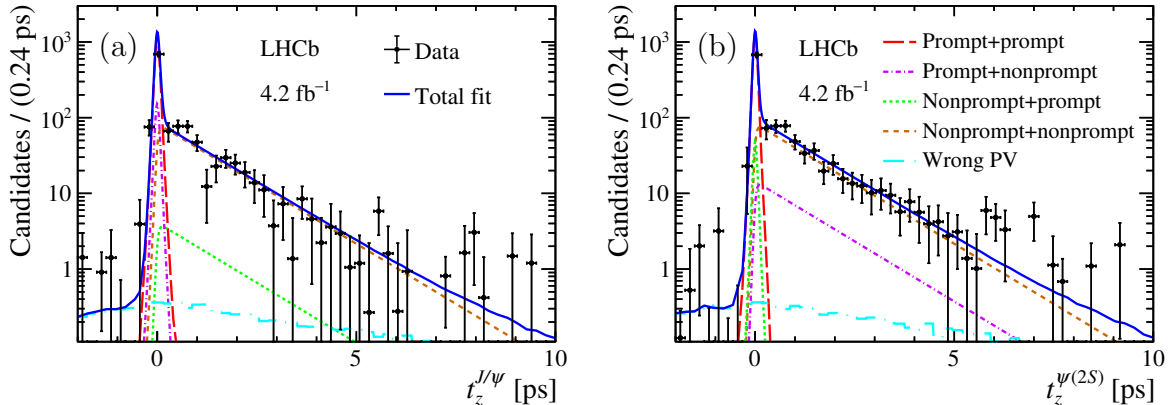 Candidates / (0.24 ps)
10³
10²
10
1
(a)
LHCb
4.2 fb⁻¹
Data
Total fit
0 5 10
t_z^{J/ψ} [ps]
Candidates / (0.24 ps)
10³
10²
10
1
(b)
LHCb
4.2 fb⁻¹
Prompt+prompt
Prompt+nonprompt
Nonprompt+prompt
Nonprompt+nonprompt
Wrong PV
0 5 10
t_z^{ψ(2S)} [ps]